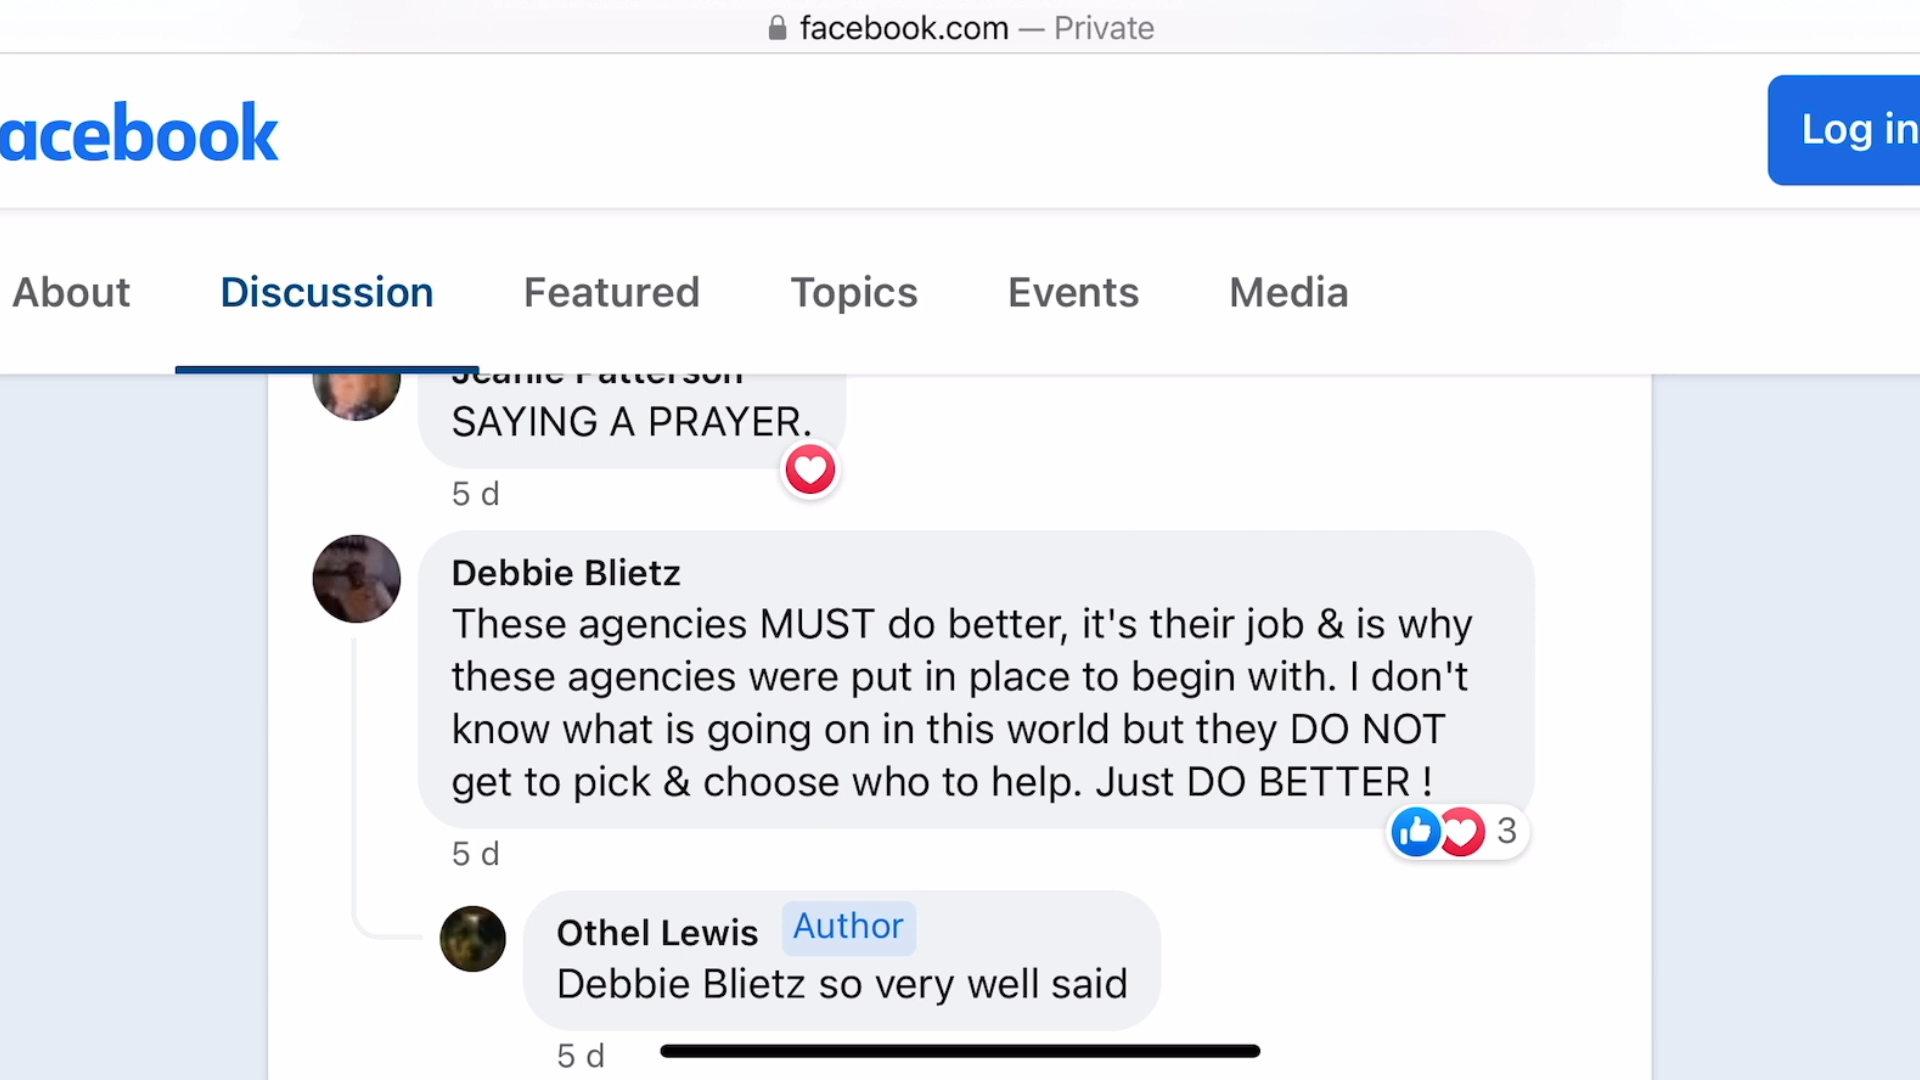 facebook.com — Private
acebook
Log in
About Discussion Featured Topics Events Media
Jeanie Patterson
SAYING A PRAYER.
5 d
Debbie Blietz
These agencies MUST do better, it's their job & is why
these agencies were put in place to begin with. I don't
know what is going on in this world but they DO NOT
get to pick & choose who to help. Just DO BETTER !
3
5 d
Othel Lewis Author
Debbie Blietz so very well said
5 d